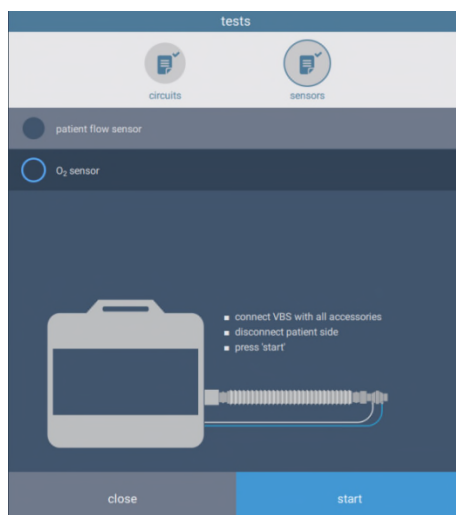 tests
circuits sensors
patient flow sensor
O₂ sensor
connect VBS with all accessories
disconnect patient side
press 'start'
close start